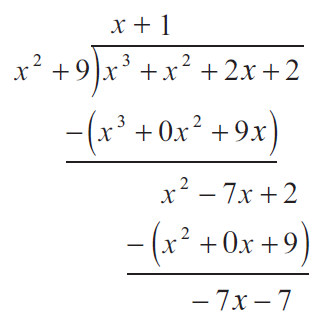 x + 1
x² + 9)x³ + x² + 2x + 2
−(x³ + 0x² + 9x)
x² − 7x + 2
−(x² + 0x + 9)
− 7x − 7